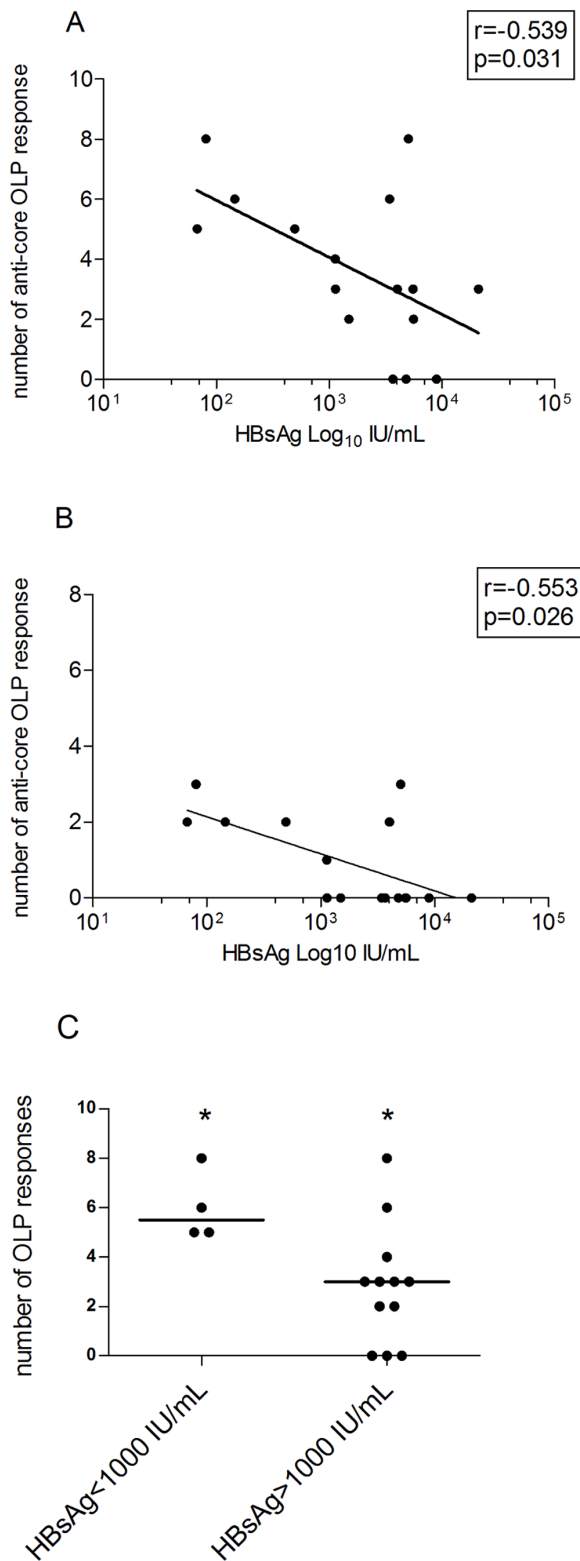 A
r=-0.539
p=0.031
number of anti-core OLP response
10
8
6
4
2
0
10¹ 10² 10³ 10⁴ 10⁵
HBsAg Log₁₀ IU/mL
B
r=-0.553
p=0.026
number of anti-core OLP response
8
6
4
2
0
10¹ 10² 10³ 10⁴ 10⁵
HBsAg Log10 IU/mL
C
number of OLP responses
10
8
6
4
2
0
* *
HBsAg<1000 IU/mL
HBsAg>1000 IU/mL